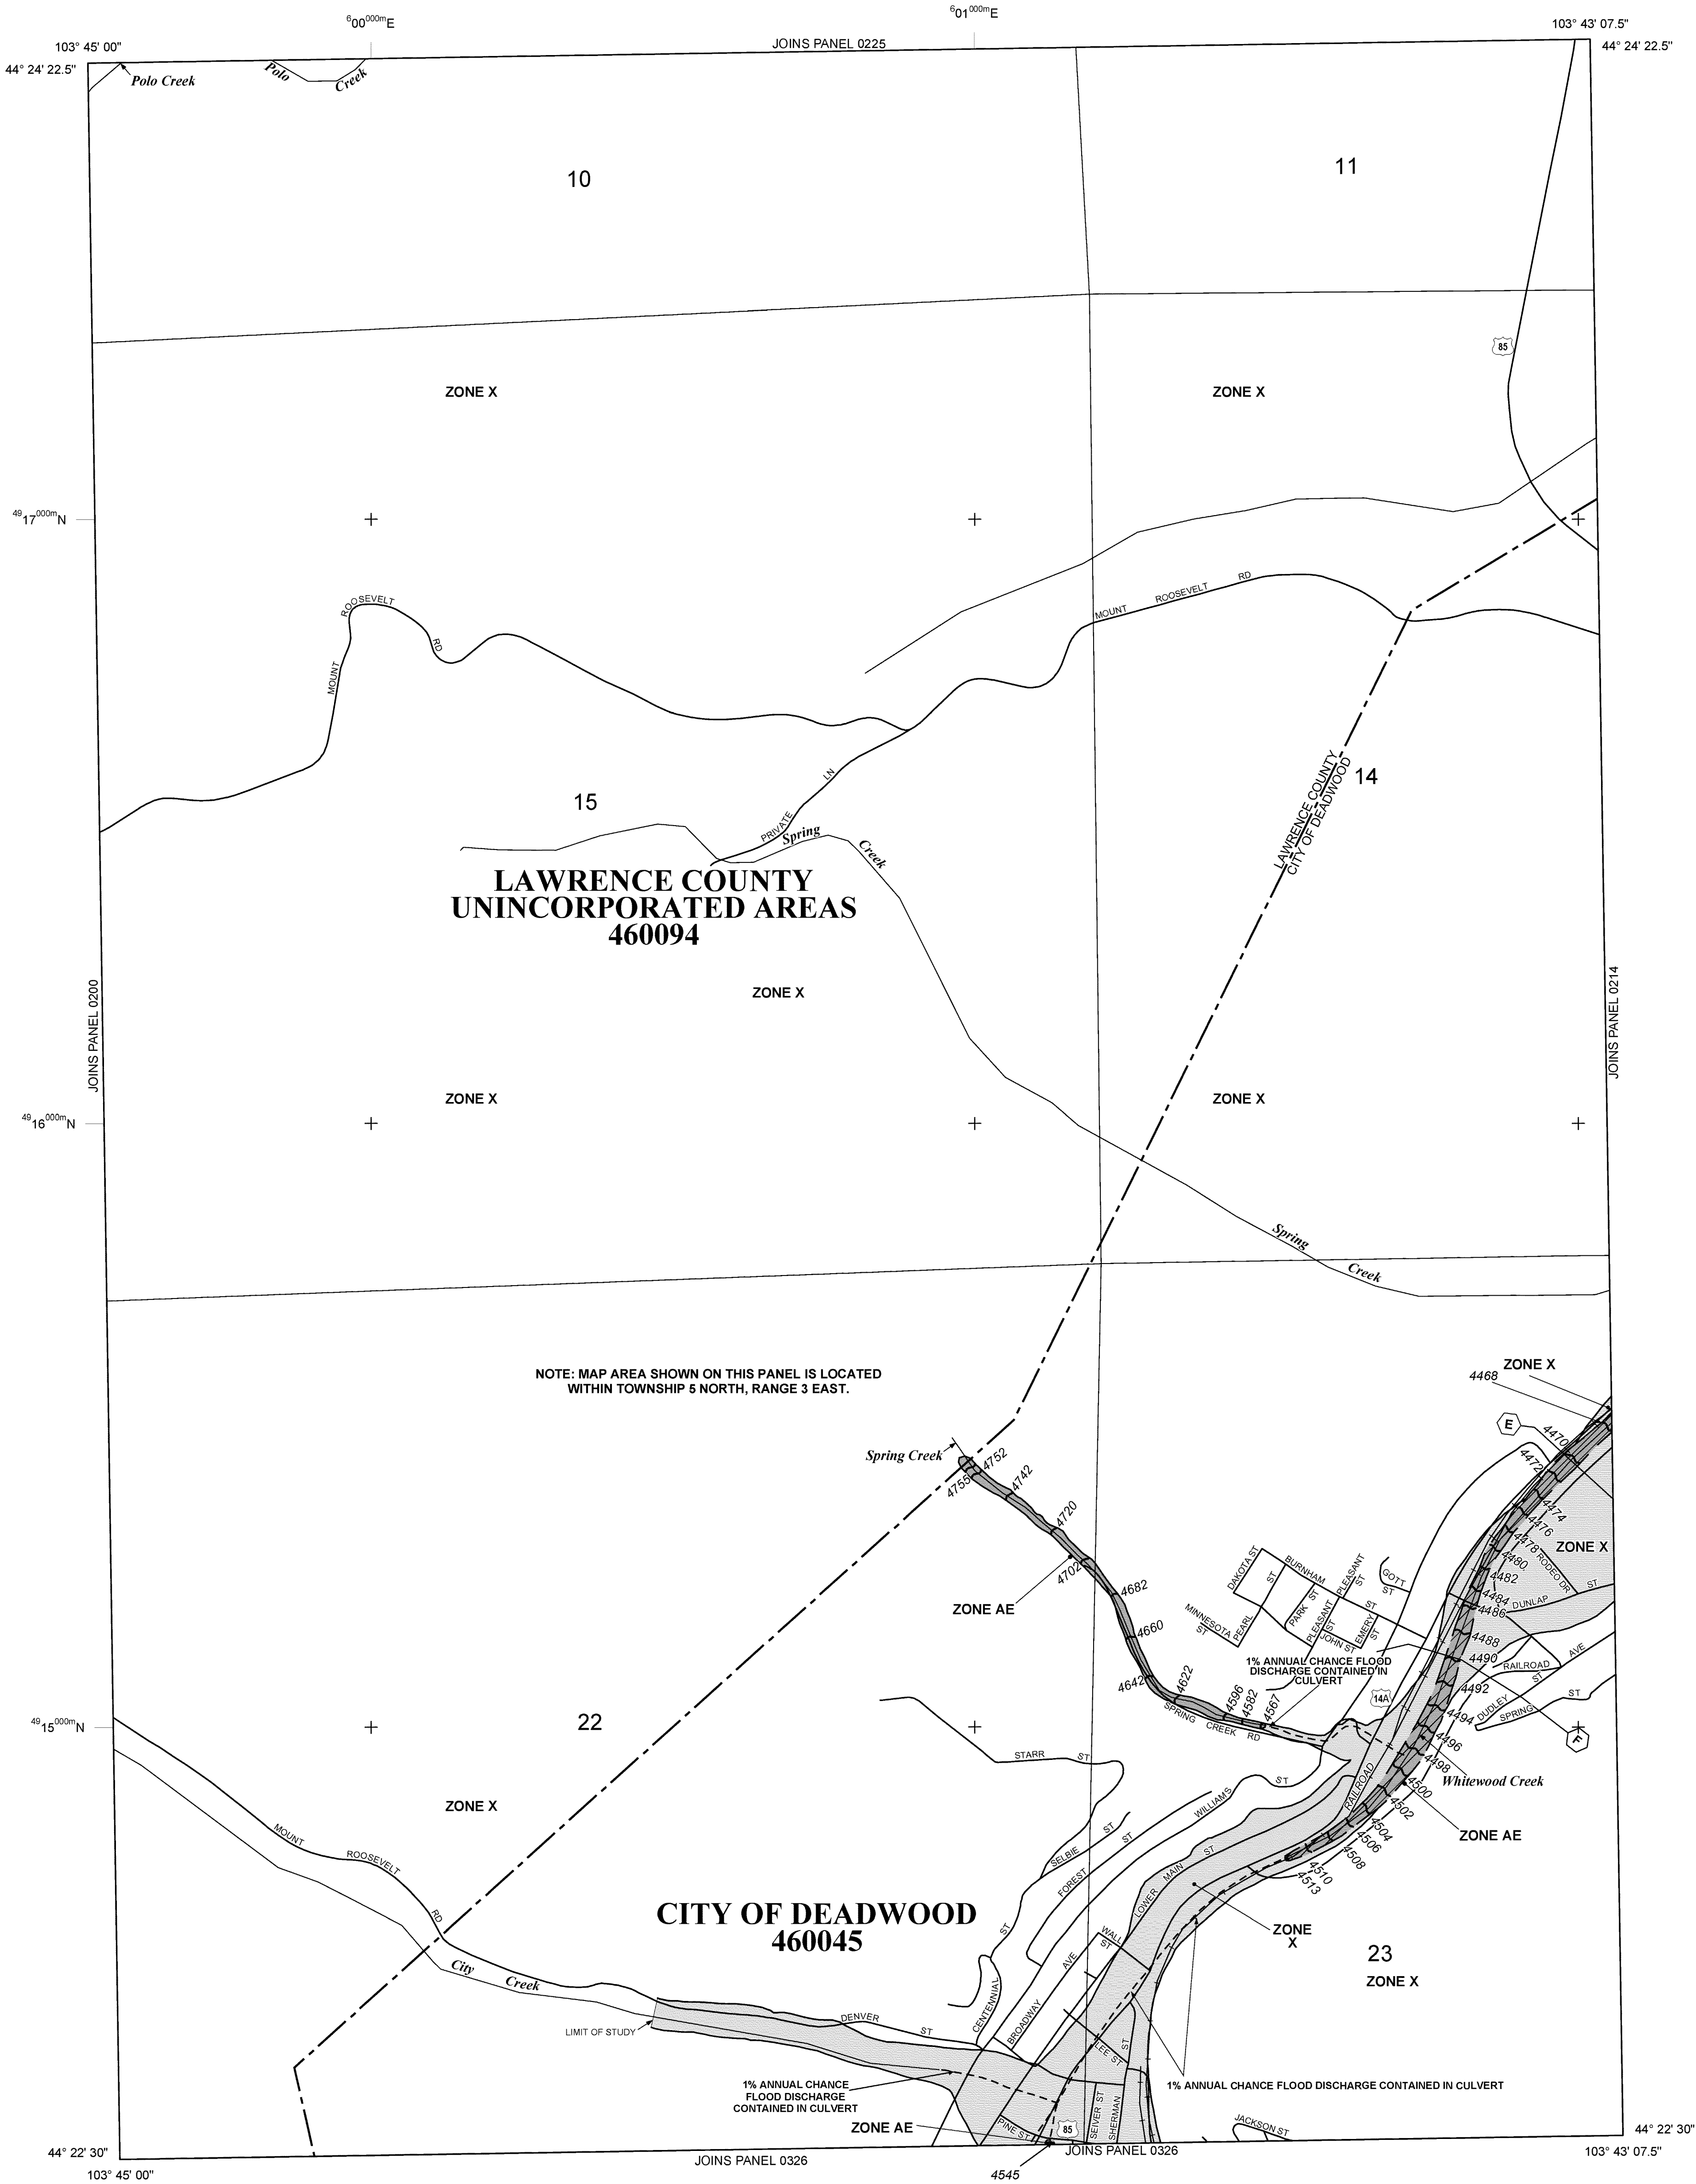 600000mE
601000mE
103° 45' 00"
JOINS PANEL 0225
103° 43' 07.5"
44° 24' 22.5"
44° 24' 22.5"
Polo Creek
Polo
Creek
10
11
85
ZONE X
ZONE X
4917000mN
MOUNT
ROOSEVELT
RD
MOUNT
ROOSEVELT
RD
LAWRENCE COUNTY
CITY OF DEADWOOD
14
15
PRIVATE
LN
Spring
Creek
LAWRENCE COUNTY
UNINCORPORATED AREAS
460094
JOINS PANEL 0200
JOINS PANEL 0214
ZONE X
ZONE X
ZONE X
4916000mN
Spring
Creek
NOTE: MAP AREA SHOWN ON THIS PANEL IS LOCATED
WITHIN TOWNSHIP 5 NORTH, RANGE 3 EAST.
ZONE X
4468
E
4470
4472
4474
4476
4478
4480
4482
4484
4486
4488
4490
4492
4494
4496
4498
4500
4502
4504
4506
4508
4510
4513
Spring Creek
4755
4752
4742
4720
4702
4682
4660
4642
4622
4596
4582
4567
ZONE AE
ZONE X
RODEO DR
DUNLAP
ST
DAKOTA ST
BURNHAM
ST
PLEASANT
ST
GOTT
ST
MINNESOTA
ST
PEARL
ST
PARK ST
PLEASANT
ST
JOHN ST
EMERY
ST
1% ANNUAL CHANCE FLOOD
DISCHARGE CONTAINED IN
CULVERT
14A
RAILROAD
AVE
DUDLEY
ST
SPRING
ST
F
SPRING
CREEK
RD
4915000mN
22
STARR
ST
WILLIAMS
ST
RAILROAD
Whitewood Creek
ZONE AE
ZONE X
MOUNT
ROOSEVELT
RD
SELBIE
ST
FOREST
ST
LOWER
MAIN
ST
CITY OF DEADWOOD
460045
ST
CENTENNIAL
WALL
ST
BROADWAY
AVE
ZONE
X
23
ZONE X
City
Creek
LIMIT OF STUDY
DENVER
ST
LEE ST
1% ANNUAL CHANCE
FLOOD DISCHARGE
CONTAINED IN CULVERT
1% ANNUAL CHANCE FLOOD DISCHARGE CONTAINED IN CULVERT
ZONE AE
PINE ST
85
SEIVER ST
SHERMAN
ST
JACKSON ST
44° 22' 30"
44° 22' 30"
JOINS PANEL 0326
JOINS PANEL 0326
103° 45' 00"
4545
103° 43' 07.5"